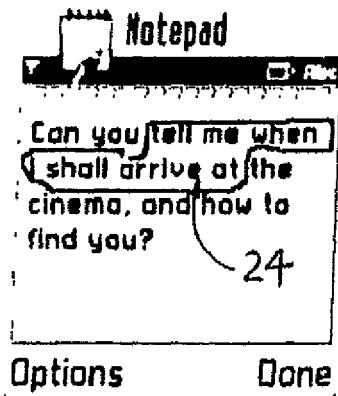 Notepad
Abc
Can you tell me when
shall arrive at the
cinema, and how to
find you?
24
Options Done